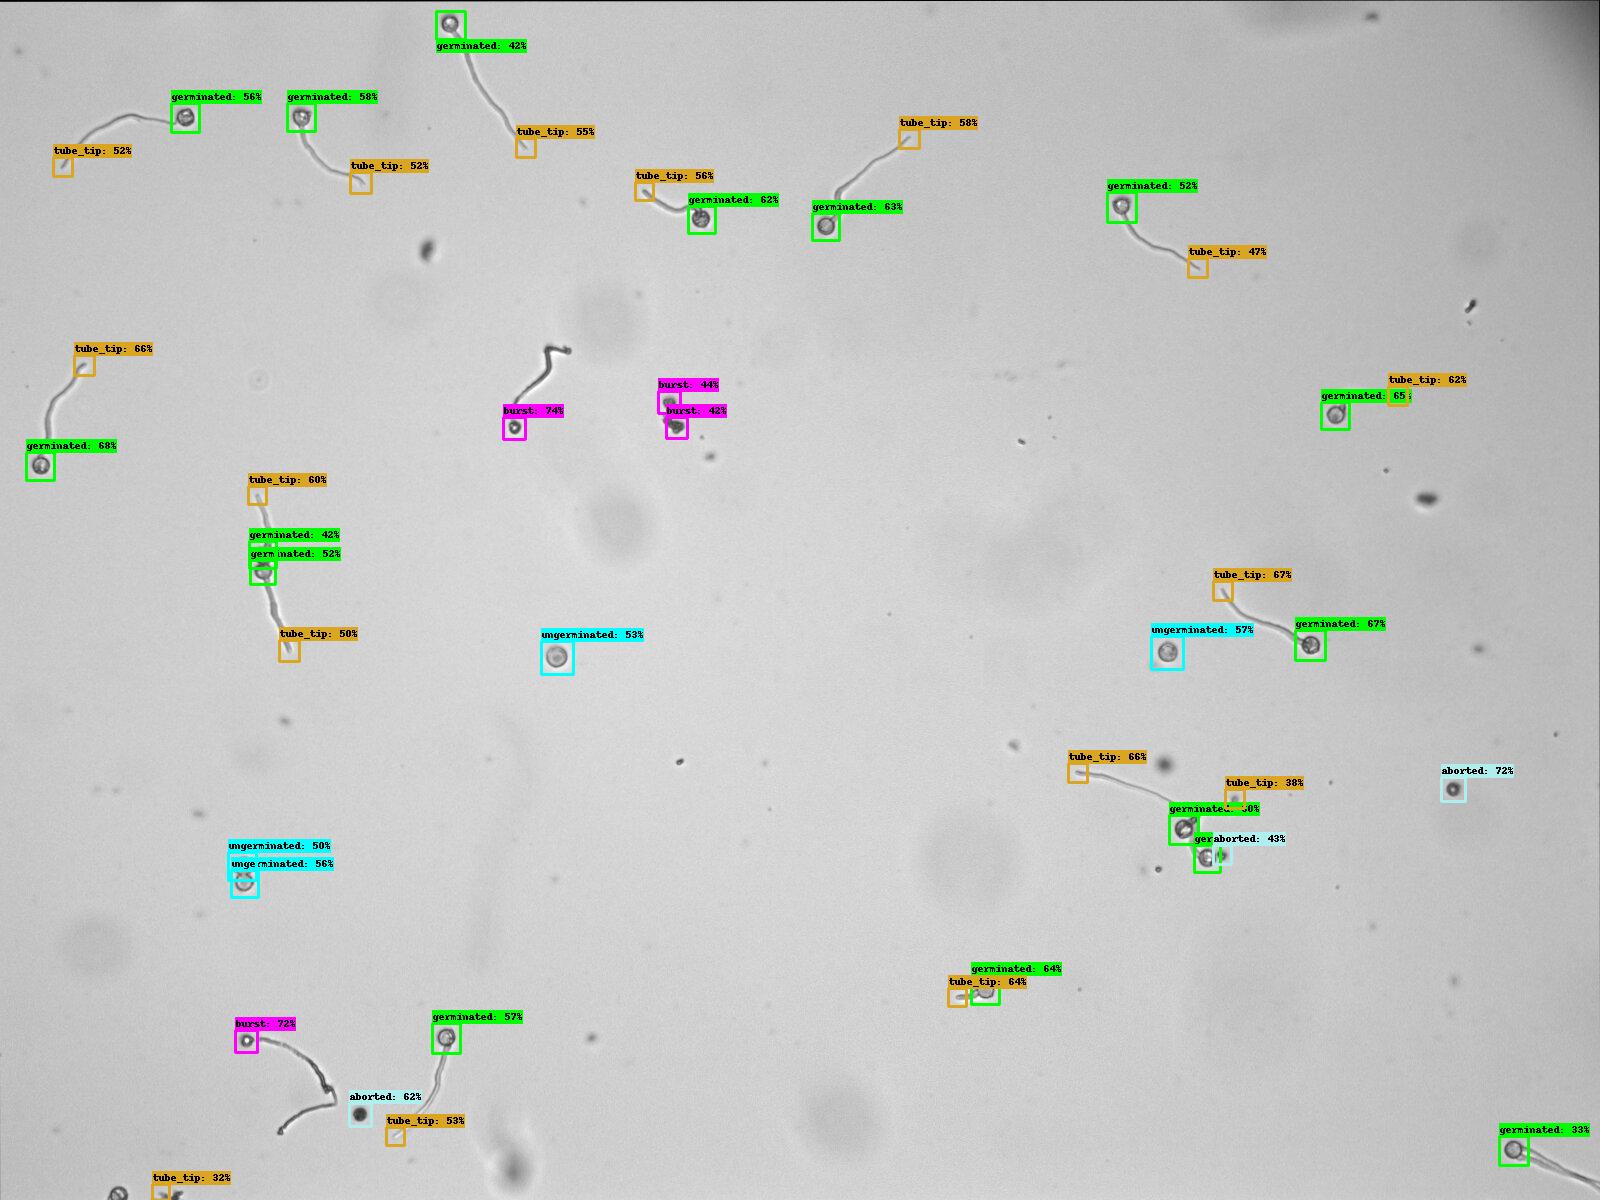 germinated: 42%
germinated: 56%
germinated: 58%
tube_tip: 58%
tube_tip: 55%
tube_tip: 52%
tube_tip: 52%
tube_tip: 56%
germinated: 52%
germinated: 62%
germinated: 63%
tube_tip: 47%
tube_tip: 66%
tube_tip: 62%
burst: 44%
germinated: 65
burst: 74%
burst: 42%
germinated: 68%
tube_tip: 60%
germinated: 42%
germinated: 52%
tube_tip: 67%
germinated: 67%
ungerminated: 57%
tube_tip: 50%
ungerminated: 53%
tube_tip: 66%
aborted: 72%
tube_tip: 38%
germinated: 60%
aborted: 43%
ungerminated: 50%
ungerminated: 56%
germinated: 64%
tube_tip: 64%
germinated: 57%
burst: 72%
aborted: 62%
tube_tip: 53%
germinated: 33%
tube_tip: 32%